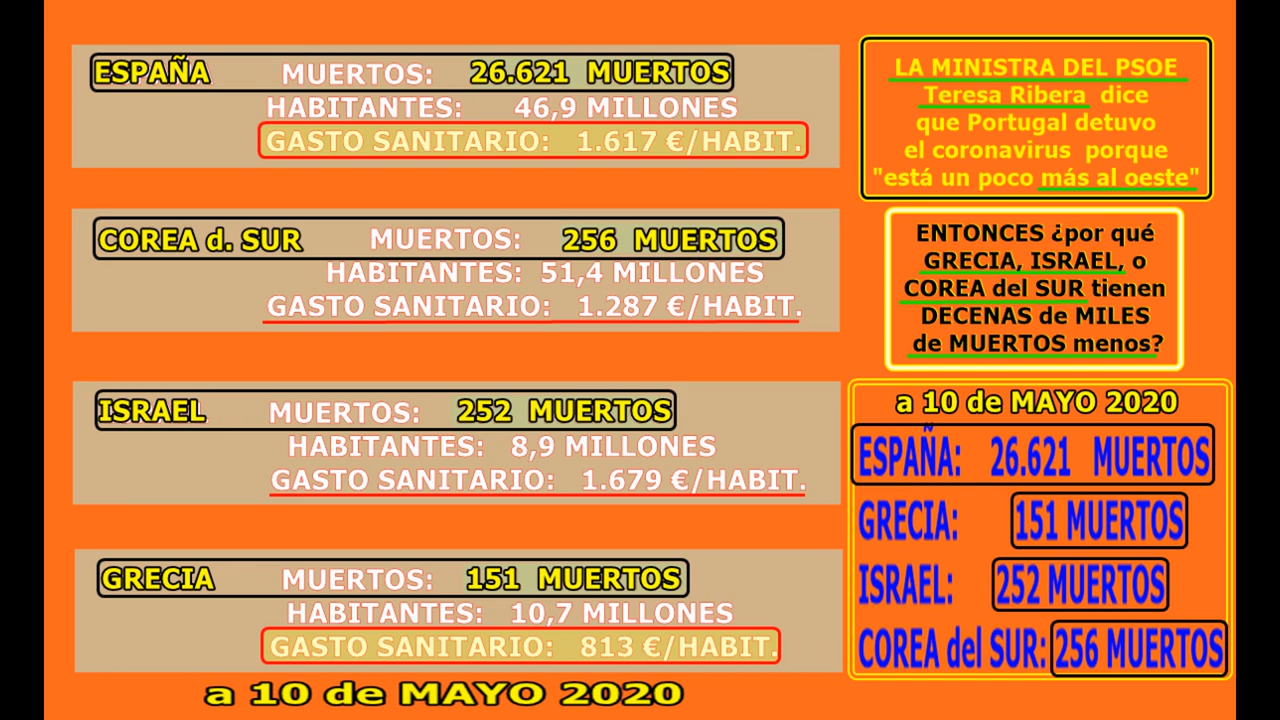 ESPAÑA MUERTOS: 26.621 MUERTOS
HABITANTES: 46,9 MILLONES
GASTO SANITARIO: 1.617 €/HABIT.
COREA d. SUR MUERTOS: 256 MUERTOS
HABITANTES: 51,4 MILLONES
GASTO SANITARIO: 1.287 €/HABIT.
ISRAEL MUERTOS: 252 MUERTOS
HABITANTES: 8,9 MILLONES
GASTO SANITARIO: 1.679 €/HABIT.
GRECIA MUERTOS: 151 MUERTOS
HABITANTES: 10,7 MILLONES
GASTO SANITARIO: 813 €/HABIT.
a 10 de MAYO 2020
LA MINISTRA DEL PSOE
Teresa Ribera dice
que Portugal detuvo
el coronavirus porque
"está un poco más al oeste"
ENTONCES ¿por qué
GRECIA, ISRAEL, o
COREA del SUR tienen
DECENAS de MILES
de MUERTOS menos?
a 10 de MAYO 2020
ESPAÑA: 26.621 MUERTOS
GRECIA: 151 MUERTOS
ISRAEL: 252 MUERTOS
COREA del SUR: 256 MUERTOS